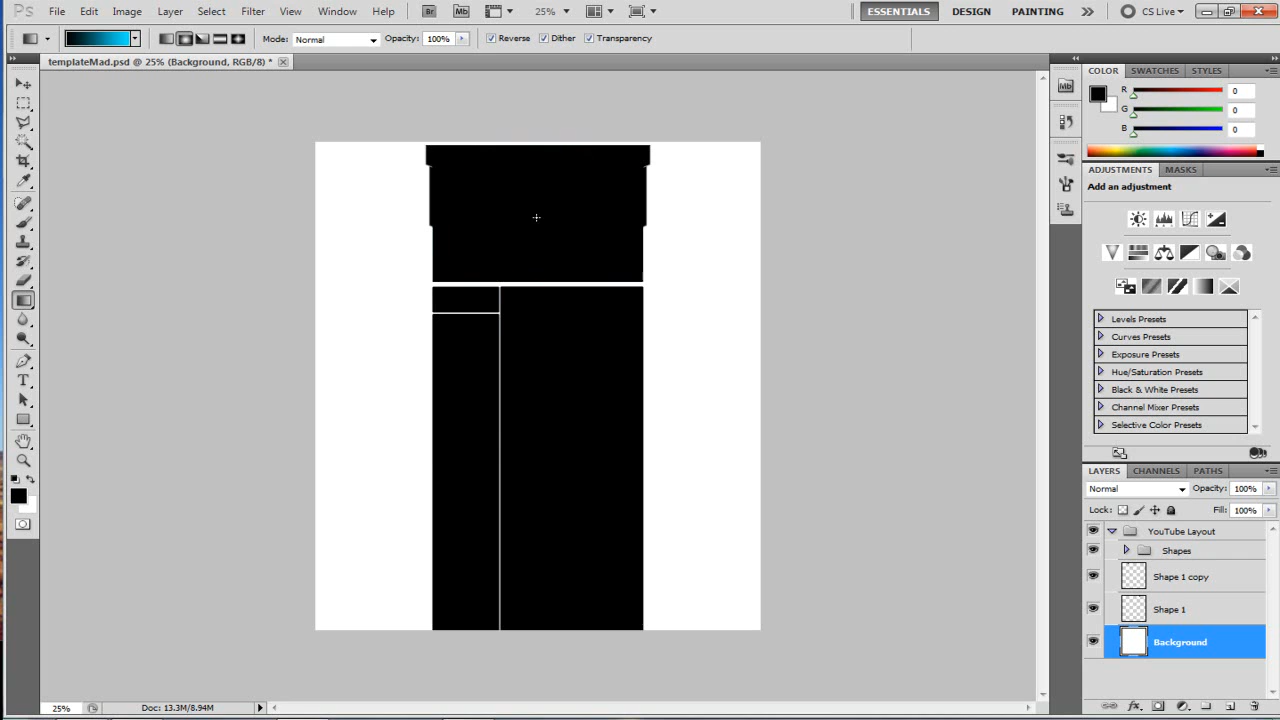 Ps File Edit Image Layer Select Filter View Window Help Br Mb 25% ESSENTIALS DESIGN PAINTING CS Live
Mode: Normal Opacity: 100% Reverse Dither Transparency
templateMad.psd @ 25% (Background, RGB/8) *
Mb
COLOR SWATCHES STYLES
R 0
G 0
B 0
ADJUSTMENTS MASKS
Add an adjustment
Levels Presets
Curves Presets
Exposure Presets
Hue/Saturation Presets
Black & White Presets
Channel Mixer Presets
Selective Color Presets
LAYERS CHANNELS PATHS
Normal Opacity: 100%
Lock: Fill: 100%
YouTube Layout
Shapes
Shape 1 copy
Shape 1
Background
25% Doc: 13.3M/8.94M